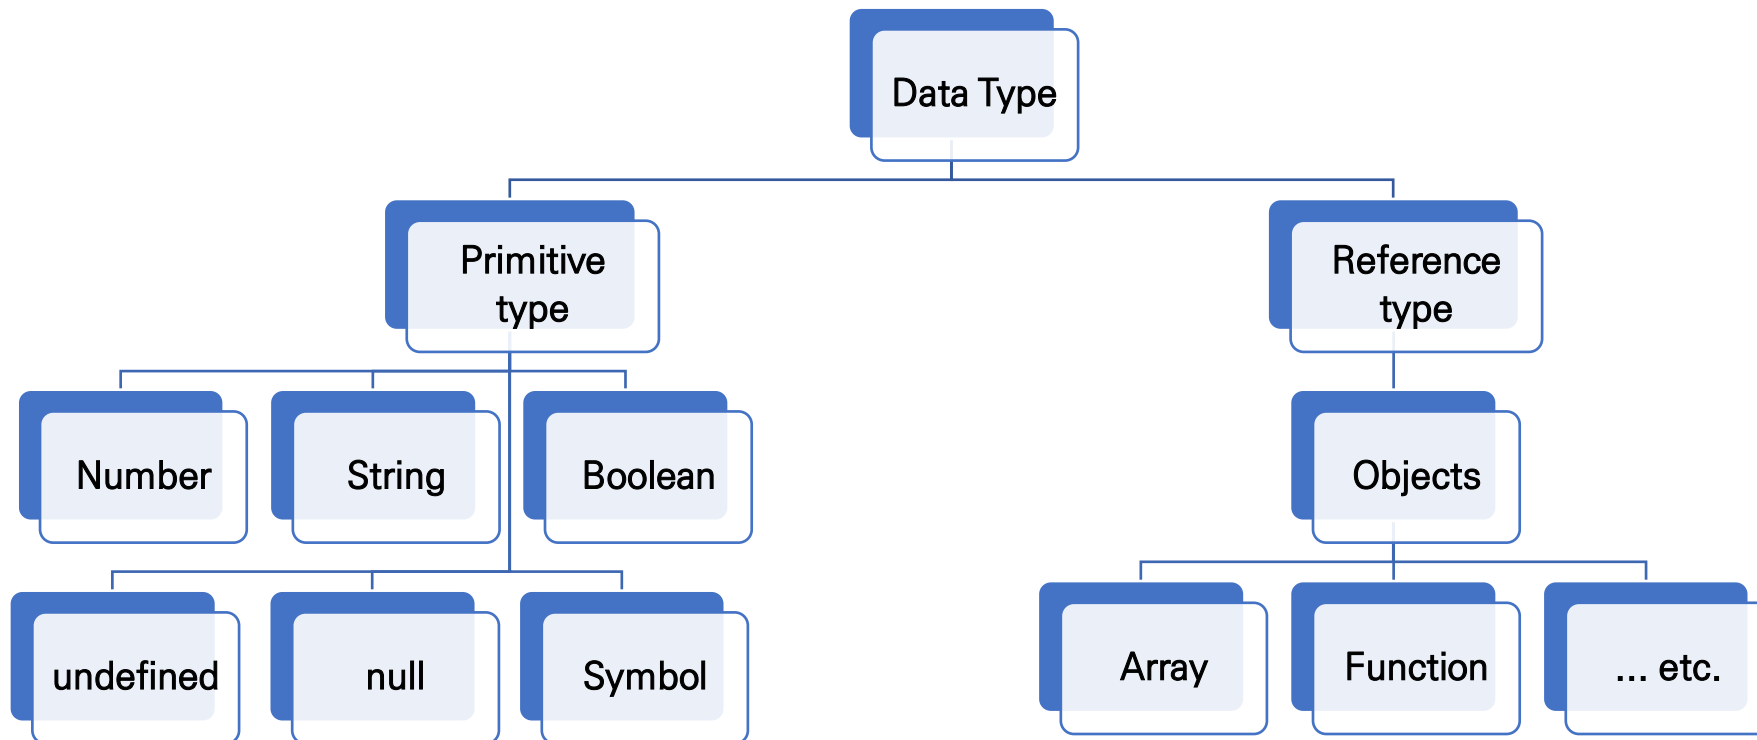 Data Type
Primitive
type
Reference
type
Number
String
Boolean
Objects
undefined
null
Symbol
Array
Function
... etc.